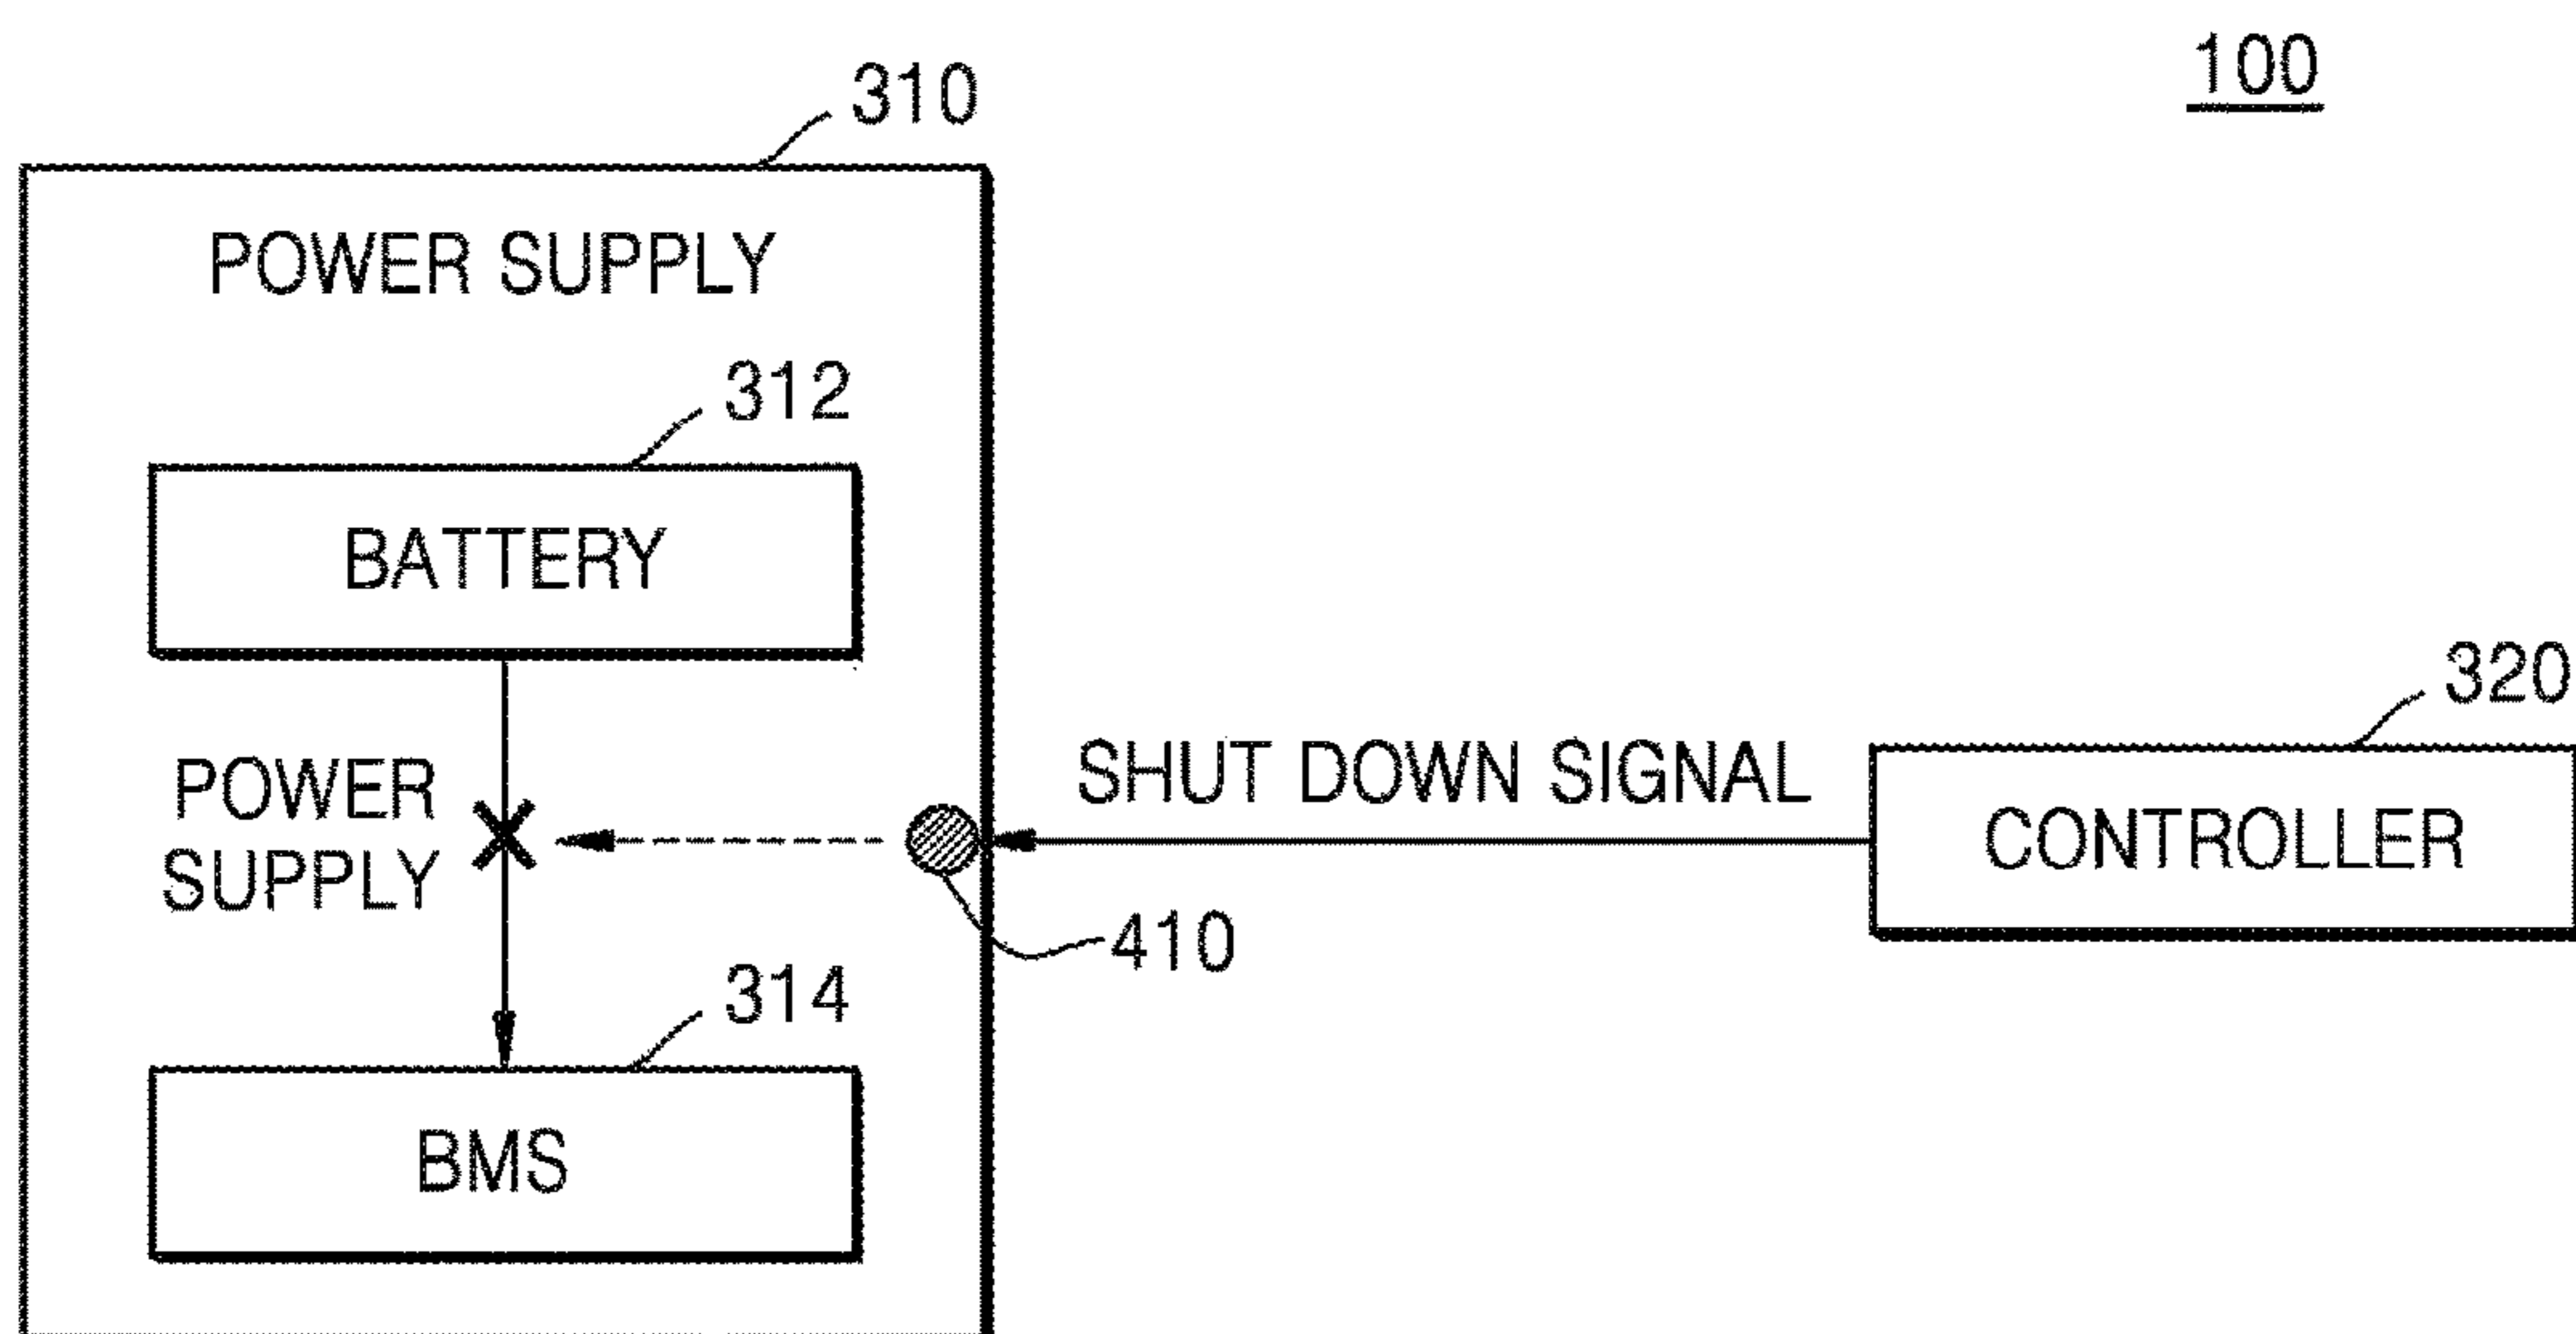 100
310
POWER SUPPLY
312
BATTERY
320
POWER
SUPPLY
SHUT DOWN SIGNAL
CONTROLLER
410
314
BMS